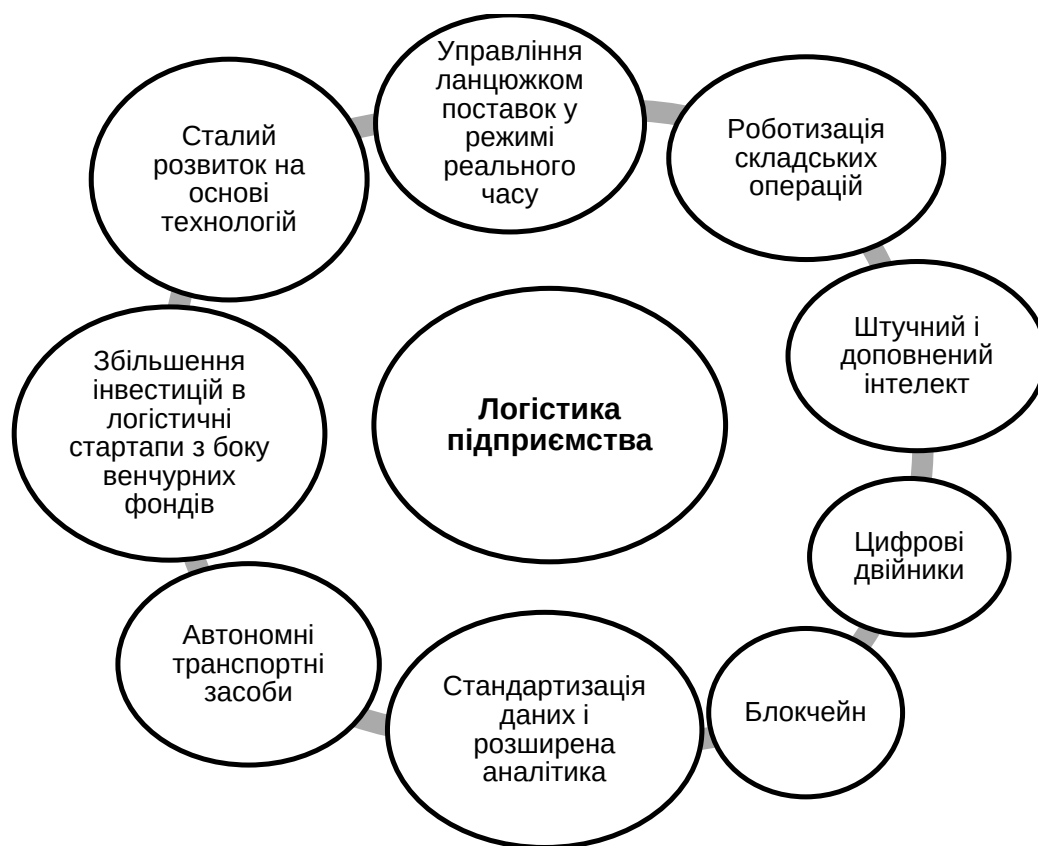 Управління
ланцюжком
поставок у
режимі
реального
часу
Роботизація
складських
операцій
Штучний і
доповнений
інтелект
Цифрові
двійники
Блокчейн
Стандартизація
даних і
розширена
аналітика
Автономні
транспортні
засоби
Збільшення
інвестицій в
логістичні
стартапи з боку
венчурних
фондів
Сталий
розвиток на
основі
технологій
Логістика
підприємства